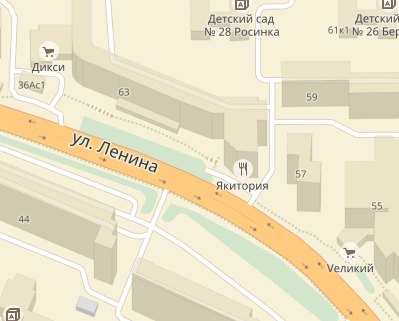 Детский сад
№ 28 Росинка
Детский
№ 26 Бер
61к1
Дикси
36Ас1
63
59
ул. Ленина
Якитория
57
55
44
Vеликий